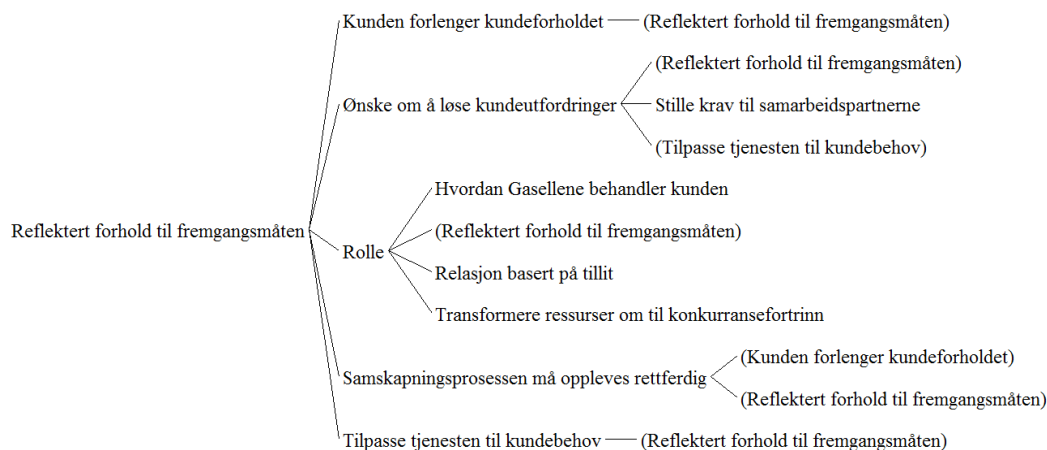 Kunden forlenger kundeforholdet
(Reflektert forhold til fremgangsmåten)
(Reflektert forhold til fremgangsmåten)
Ønske om å løse kundeutfordringer
Stille krav til samarbeidspartnerne
(Tilpasse tjenesten til kundebehov)
Hvordan Gasellene behandler kunden
Reflektert forhold til fremgangsmåten
(Reflektert forhold til fremgangsmåten)
Rolle
Relasjon basert på tillit
Transformere ressurser om til konkurransefortrinn
(Kunden forlenger kundeforholdet)
Samskapningsprosessen må oppleves rettferdig
(Reflektert forhold til fremgangsmåten)
Tilpasse tjenesten til kundebehov
(Reflektert forhold til fremgangsmåten)